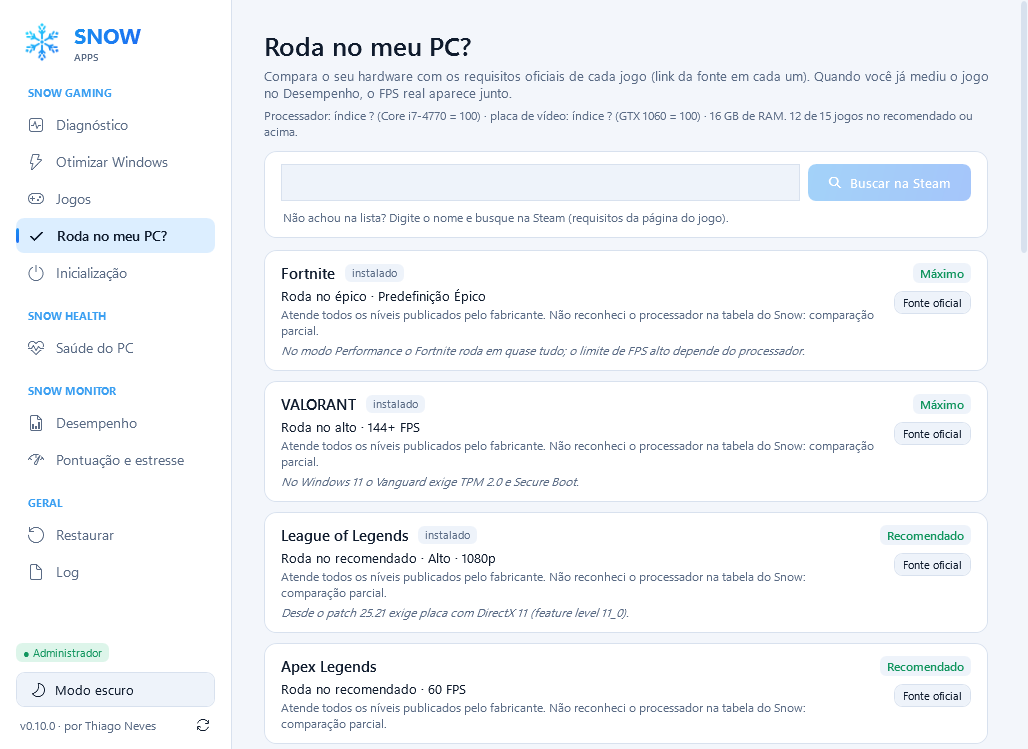 SNOW
APPS
SNOW GAMING
Diagnóstico
Otimizar Windows
Jogos
Roda no meu PC?
Inicialização
SNOW HEALTH
Saúde do PC
SNOW MONITOR
Desempenho
Pontuação e estresse
GERAL
Restaurar
Log
● Administrador
Modo escuro
v0.10.0 · por Thiago Neves
Roda no meu PC?
Compara o seu hardware com os requisitos oficiais de cada jogo (link da fonte em cada um). Quando você já mediu o jogo
no Desempenho, o FPS real aparece junto.
Processador: índice ? (Core i7-4770 = 100) · placa de vídeo: índice ? (GTX 1060 = 100) · 16 GB de RAM. 12 de 15 jogos no recomendado ou
acima.
Buscar na Steam
Não achou na lista? Digite o nome e busque na Steam (requisitos da página do jogo).
Fortnite instalado Máximo
Roda no épico · Predefinição Épico Fonte oficial
Atende todos os níveis publicados pelo fabricante. Não reconheci o processador na tabela do Snow: comparação
parcial.
No modo Performance o Fortnite roda em quase tudo; o limite de FPS alto depende do processador.
VALORANT instalado Máximo
Roda no alto · 144+ FPS Fonte oficial
Atende todos os níveis publicados pelo fabricante. Não reconheci o processador na tabela do Snow: comparação
parcial.
No Windows 11 o Vanguard exige TPM 2.0 e Secure Boot.
League of Legends instalado Recomendado
Roda no recomendado · Alto · 1080p Fonte oficial
Atende todos os níveis publicados pelo fabricante. Não reconheci o processador na tabela do Snow:
comparação parcial.
Desde o patch 25.21 exige placa com DirectX 11 (feature level 11_0).
Apex Legends Recomendado
Roda no recomendado · 60 FPS Fonte oficial
Atende todos os níveis publicados pelo fabricante. Não reconheci o processador na tabela do Snow:
comparação parcial.